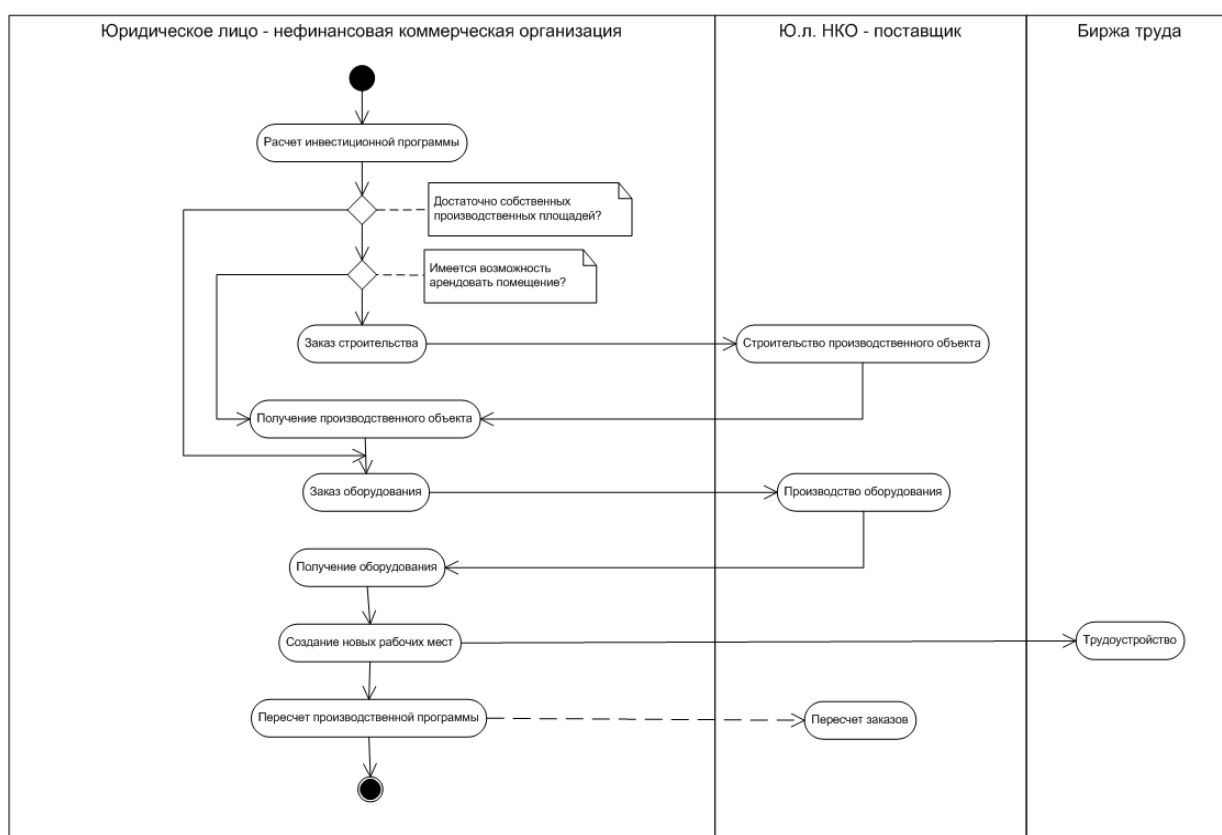 Юридическое лицо - нефинансовая коммерческая организация
Ю.л. НКО - поставщик
Биржа труда
Расчет инвестиционной программы
Достаточно собственных
производственных площадей?
Имеется возможность
арендовать помещение?
Заказ строительства
Строительство производственного объекта
Получение производственного объекта
Заказ оборудования
Производство оборудования
Получение оборудования
Создание новых рабочих мест
Трудоустройство
Пересчет производственной программы
Пересчет заказов